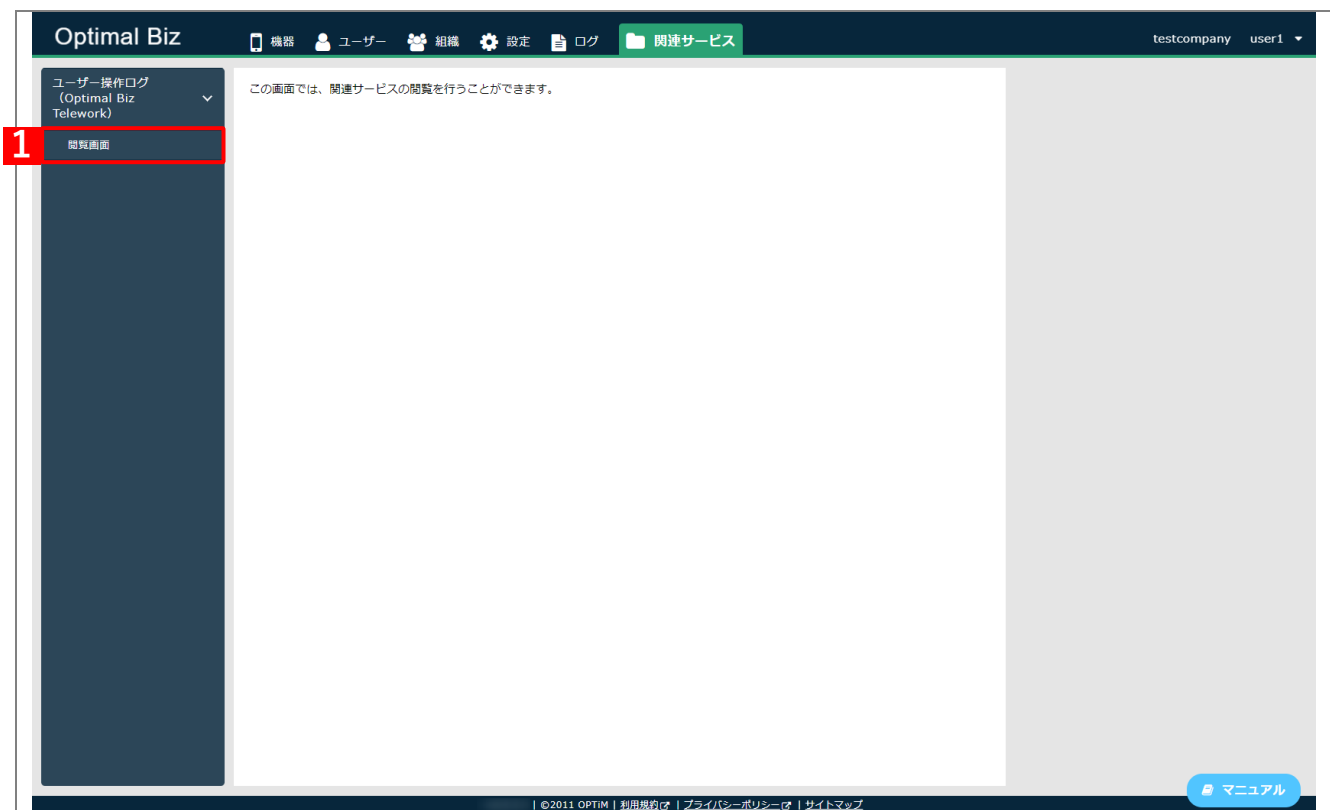 Optimal Biz
機器 ユーザー 組織 設定 ログ 関連サービス
testcompany user1
ユーザー操作ログ
（Optimal Biz
Telework）
1
閲覧画面
この画面では、関連サービスの閲覧を行うことができます。
マニュアル
| ©2011 OPTiM | 利用規約 | プライバシーポリシー | サイトマップ